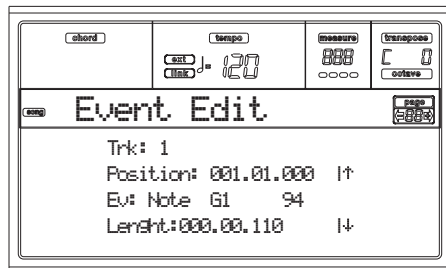 chord tempo measure transpose
ext link ♩= 120 888 C 0
octave
song Event Edit page
88
Trk: 1
Position: 001.01.000 |↑
Ev: Note G1 94
Lenght:000.00.110 |↓